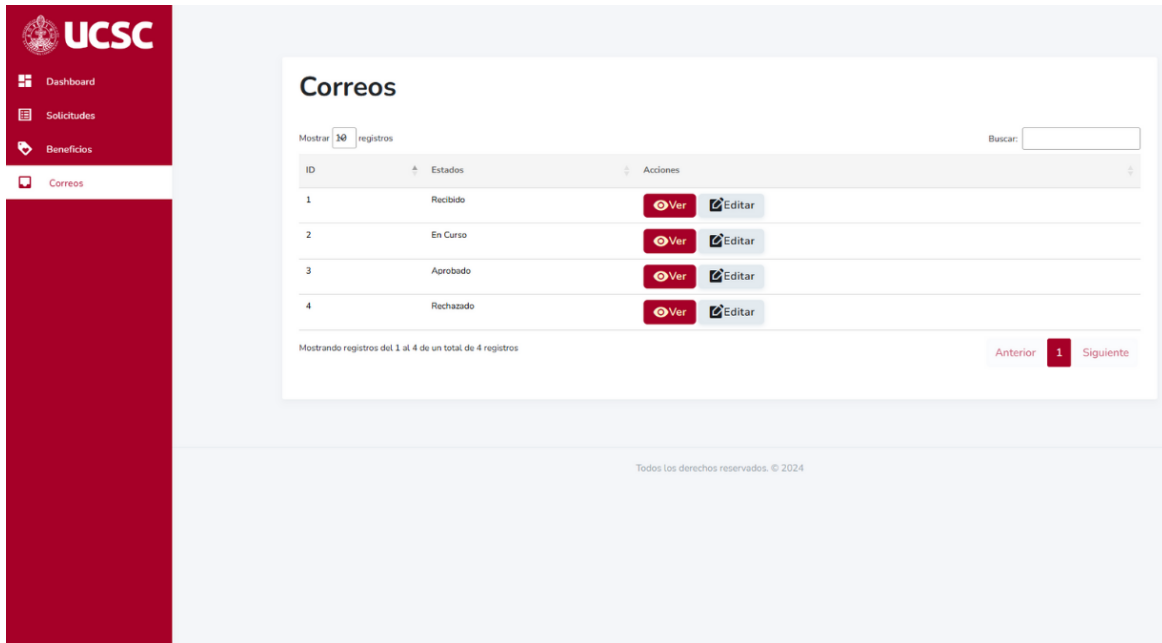 UCSC
Dashboard
Solicitudes
Beneficios
Correos
Correos
Mostrar 10 registros
Buscar:
ID Estados Acciones
1 Recibido Ver Editar
2 En Curso Ver Editar
3 Aprobado Ver Editar
4 Rechazado Ver Editar
Mostrando registros del 1 al 4 de un total de 4 registros
Anterior 1 Siguiente
Todos los derechos reservados. © 2024